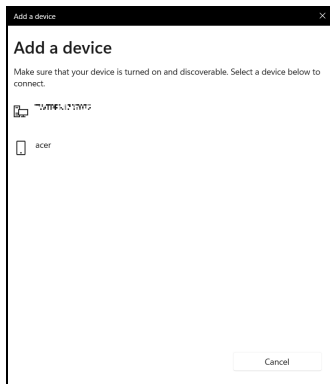 Add a device
Add a device
Make sure that your device is turned on and discoverable. Select a device below to
connect.
acer
Cancel